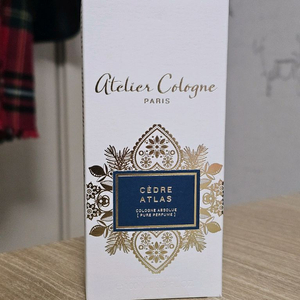 Atelier Cologne
PARIS
CÈDRE
ATLAS
COLOGNE ABSOLUE
[ PURE PERFUME ]